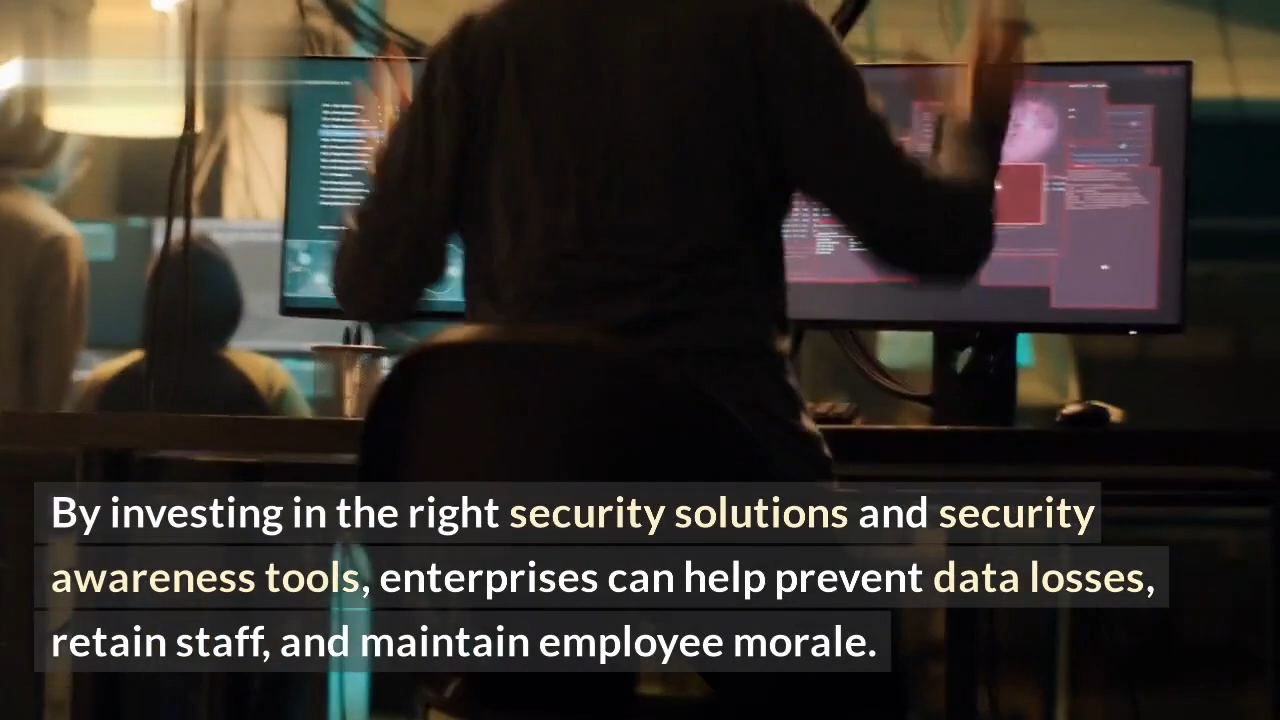 By investing in the right security solutions and security
awareness tools, enterprises can help prevent data losses,
retain staff, and maintain employee morale.